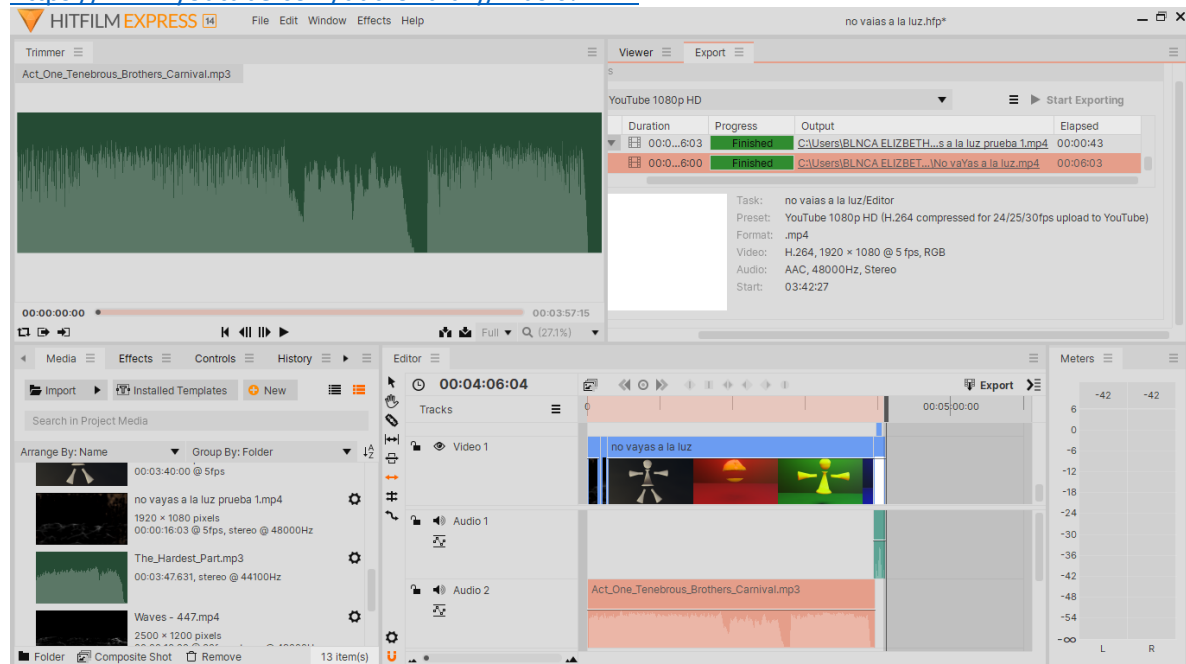 HITFILM EXPRESS 14 File Edit Window Effects Help no vaias a la luz.hfp*
Trimmer
Viewer Export
Act_One_Tenebrous_Brothers_Carnival.mp3
YouTube 1080p HD Start Exporting
Duration Progress Output Elapsed
00:0...6:03 Finished C:\Users\BLNCA ELIZBETH...s a la luz prueba 1.mp4 00:00:43
00:0...6:00 Finished C:\Users\BLNCA ELIZBET...\No vaYas a la luz.mp4 00:06:03
Task: no vaias a la luz/Editor
Preset: YouTube 1080p HD (H.264 compressed for 24/25/30fps upload to YouTube)
Format: .mp4
Video: H.264, 1920 × 1080 @ 5 fps, RGB
Audio: AAC, 48000Hz, Stereo
Start: 03:42:27
00:00:00:00 00:03:57:15
Full (27.1%)
Media Effects Controls History
Import Installed Templates New
Search in Project Media
Arrange By: Name Group By: Folder
00:03:40:00 @ 5fps
no vayas a la luz prueba 1.mp4
1920 × 1080 pixels
00:00:16:03 @ 5fps, stereo @ 48000Hz
The_Hardest_Part.mp3
00:03:47.631, stereo @ 44100Hz
Waves - 447.mp4
2500 × 1200 pixels
Folder Composite Shot Remove 13 item(s)
Editor
00:04:06:04 Export
Tracks 0 00:05:00:00
Video 1 no vayas a la luz
Audio 1
Audio 2 Act_One_Tenebrous_Brothers_Carnival.mp3
Meters
-42 -42
6
0
-6
-12
-18
-24
-30
-36
-42
-48
-54
-∞
L R